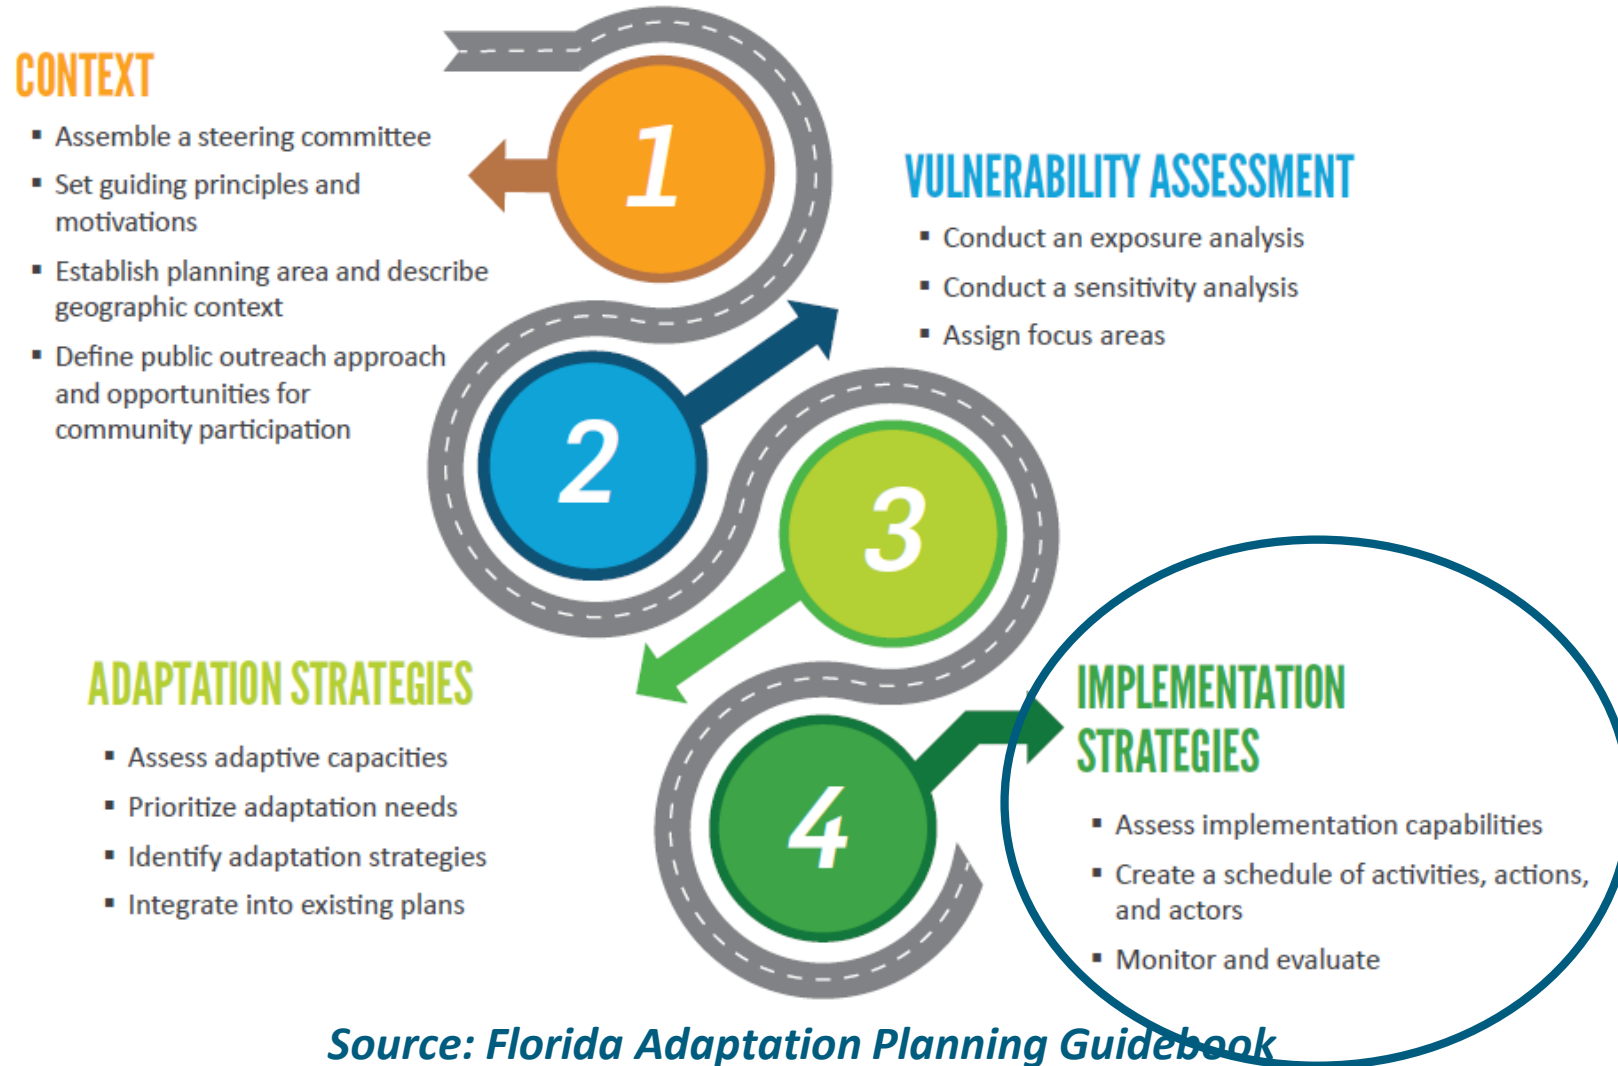 CONTEXT
▪ Assemble a steering committee
▪ Set guiding principles and
motivations
▪ Establish planning area and describe
geographic context
▪ Define public outreach approach
and opportunities for
community participation
1
VULNERABILITY ASSESSMENT
▪ Conduct an exposure analysis
▪ Conduct a sensitivity analysis
▪ Assign focus areas
2
3
ADAPTATION STRATEGIES
▪ Assess adaptive capacities
▪ Prioritize adaptation needs
▪ Identify adaptation strategies
▪ Integrate into existing plans
4
IMPLEMENTATION
STRATEGIES
▪ Assess implementation capabilities
▪ Create a schedule of activities, actions,
and actors
▪ Monitor and evaluate
Source: Florida Adaptation Planning Guidebook